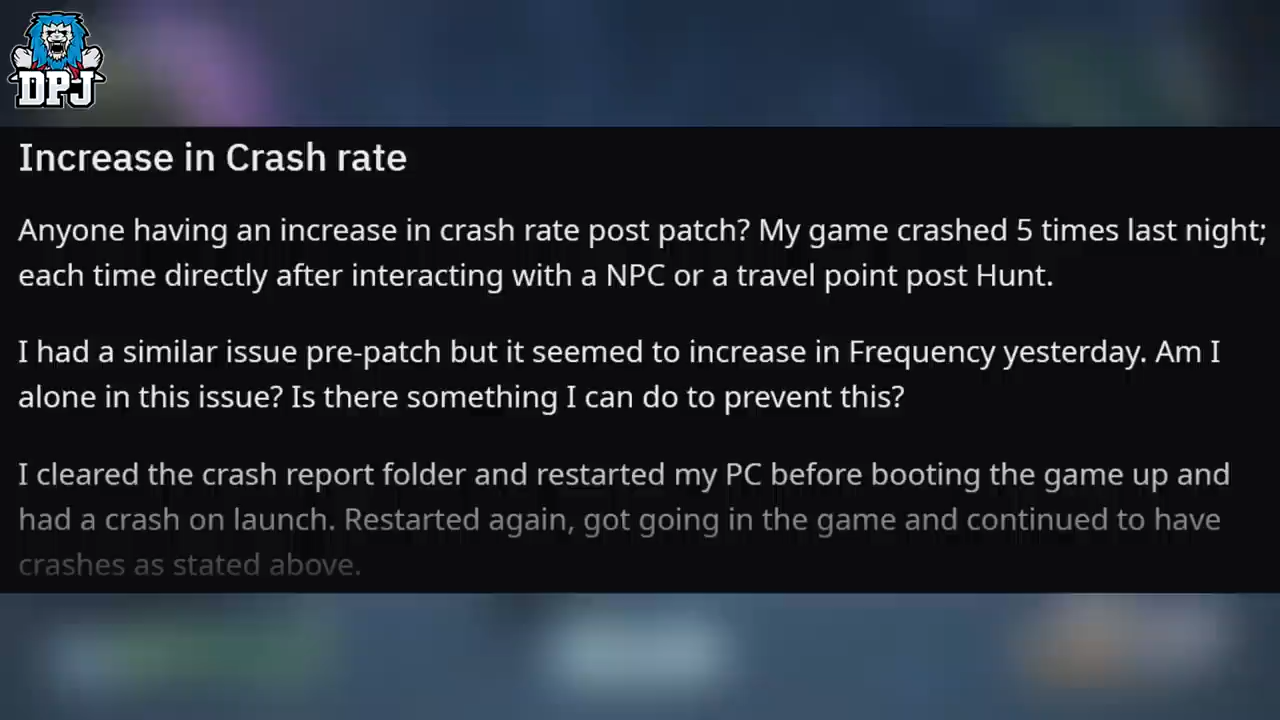 DPJ
Increase in Crash rate
Anyone having an increase in crash rate post patch? My game crashed 5 times last night;
each time directly after interacting with a NPC or a travel point post Hunt.
I had a similar issue pre-patch but it seemed to increase in Frequency yesterday. Am I
alone in this issue? Is there something I can do to prevent this?
I cleared the crash report folder and restarted my PC before booting the game up and
had a crash on launch. Restarted again, got going in the game and continued to have
crashes as stated above.